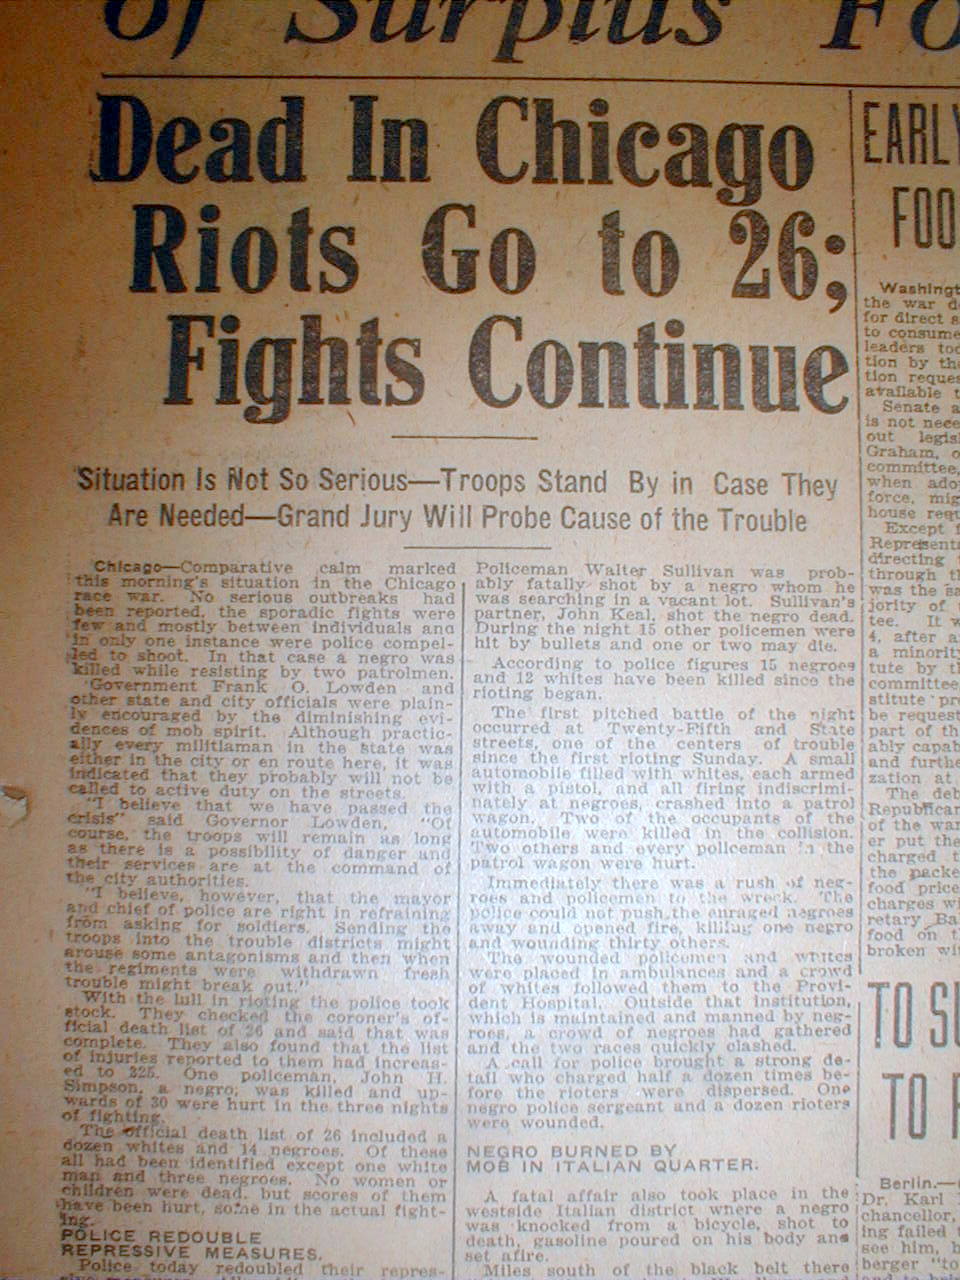 of Surplus Fo
Dead In Chicago
Riots Go to 26;
Fights Continue
Situation Is Not So Serious—Troops Stand By in Case They
Are Needed—Grand Jury Will Probe Cause of the Trouble
Chicago—Comparative calm marked
this morning's situation in the Chicago
race war. No serious outbreaks had
been reported, the sporadic fights were
few and mostly between individuals and
in only one instance were police compel-
led to shoot. In that case a negro was
killed while resisting by two patrolmen.
Government Frank O. Lowden and
other state and city officials were plain-
ly encouraged by the diminishing evi-
dences of mob spirit. Although practic-
ally every militiaman in the state was
either in the city or en route here, it was
indicated that they probably will not be
called to active duty on the streets.
"I believe that we have passed the
crisis" said Governor Lowden, "Of
course, the troops will remain as long
as there is a possibility of danger and
their services are at the command of
the city authorities.
"I believe, however, that the mayor
and chief of police are right in refraining
from asking for soldiers. Sending the
troops into the trouble districts might
arouse some antagonisms and then when
the regiments were withdrawn fresh
trouble might break out."
With the lull in rioting the police took
stock. They checked the coroner's of-
ficial death list of 26 and said that was
complete. They also found that the list
of injuries reported to them had increas-
ed to 325. One policeman, John H.
Simpson, a negro, was killed and up-
wards of 30 were hurt in the three nights
of fighting.
The official death list of 26 included a
dozen whites and 14 negroes. Of these
all had been identified except one white
man and three negroes. No women or
children were dead, but scores of them
have been hurt, some in the actual fight-
ing.
POLICE REDOUBLE
REPRESSIVE MEASURES.
Police today redoubled their repres-
Policeman Walter Sullivan was prob-
ably fatally shot by a negro whom he
was searching in a vacant lot. Sullivan's
partner, John Keal, shot the negro dead.
During the night 15 other policemen were
hit by bullets and one or two may die.
According to police figures 15 negroes
and 12 whites have been killed since the
rioting began.
The first pitched battle of the night
occurred at Twenty-Fifth and State
streets, one of the centers of trouble
since the first rioting Sunday. A small
automobile filled with whites, each armed
with a pistol, and all firing indiscrimi-
nately at negroes, crashed into a patrol
wagon. Two of the occupants of the
automobile were killed in the collision.
Two others and every policeman in the
patrol wagon were hurt.
Immediately there was a rush of neg-
roes and policemen to the wreck. The
police could not push the enraged negroes
away and opened fire, killing one negro
and wounding thirty others.
The wounded policemen and whites
were placed in ambulances and a crowd
of whites followed them to the Provi-
dent Hospital. Outside that institution,
which is maintained and manned by neg-
roes, a crowd of negroes had gathered
and the two races quickly clashed.
A call for police brought a strong de-
tail who charged half a dozen times be-
fore the rioters were dispersed. One
negro police sergeant and a dozen rioters
were wounded.
NEGRO BURNED BY
MOB IN ITALIAN QUARTER.
A fatal affair also took place in the
westside Italian district where a negro
was knocked from a bicycle, shot to
death, gasoline poured on his body and
set afire.
Miles south of the black belt there
EARLY
FOO
Washingt
the war de
for direct s
to consume
leaders too
tion by the
tion reques
available t
Senate a
is not nece
out legisl
Graham, o
committee,
when adop
force, mig
house requ
Except f
Represent
directing t
through th
was the sa
jority of
tee. It w
4, after a
a minority
tute by th
committee
stitute pr
be request
part of th
ably capab
and furthe
zation at
The deb
Republican
of the war
er put the
charged t
the packe
food price
charges wi
retary Ba
food on t
broken wit
TO SU
TO F
Berlin.—
Dr. Karl
chancellor,
ing failed t
see him, h
berger "to